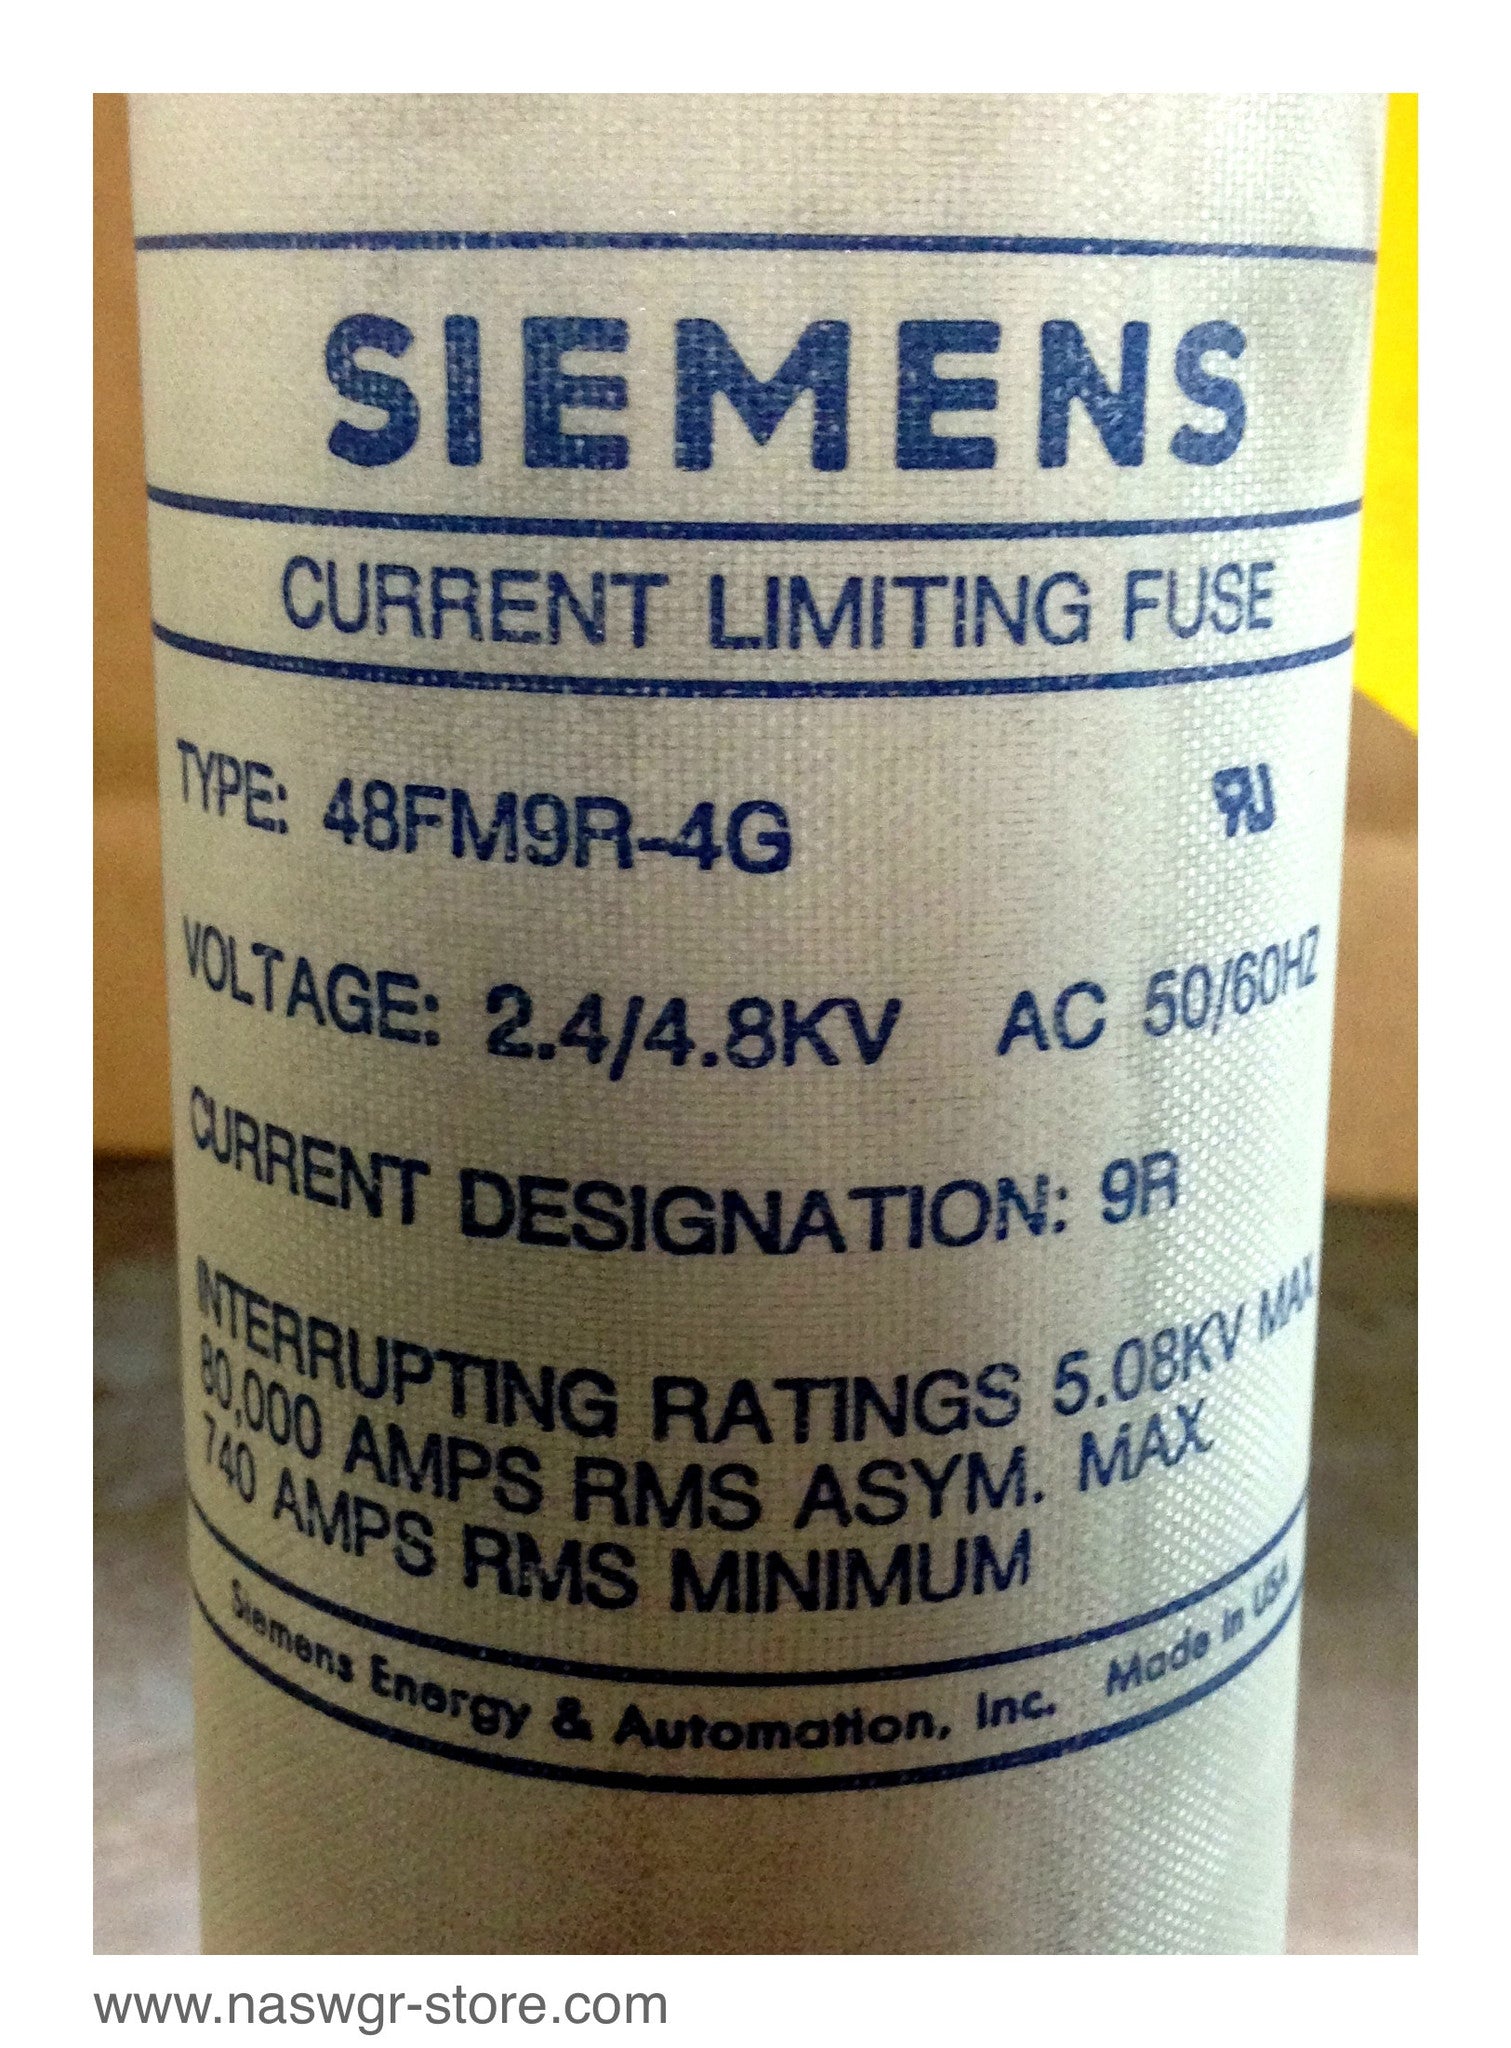 SIEMENS
CURRENT LIMITING FUSE
TYPE: 48FM9R-4G
VOLTAGE: 2.4/4.8KV AC 50/60HZ
CURRENT DESIGNATION: 9R
INTERRUPTING RATINGS 5.08KV MAX
80,000 AMPS RMS ASYM. MAX
740 AMPS RMS MINIMUM
Siemens Energy & Automation, Inc. Made in USA
www.naswgr-store.com